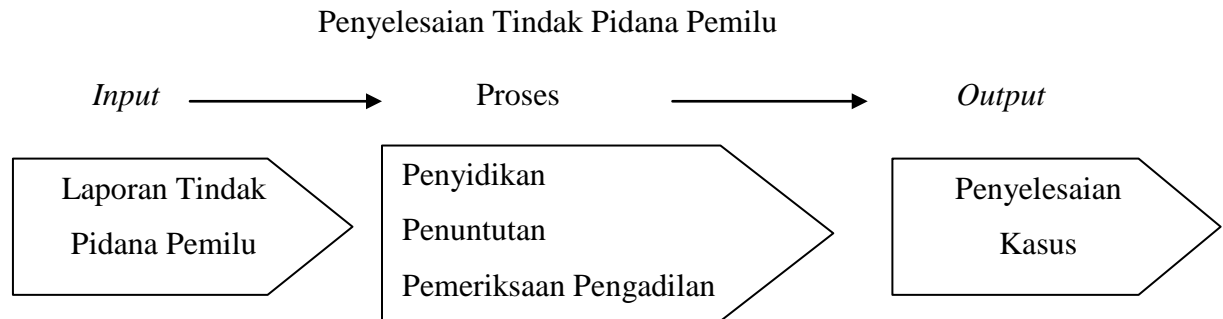 Penyelesaian Tindak Pidana Pemilu
Input
Proses
Output
Laporan Tindak
Pidana Pemilu
Penyidikan
Penuntutan
Pemeriksaan Pengadilan
Penyelesaian
Kasus